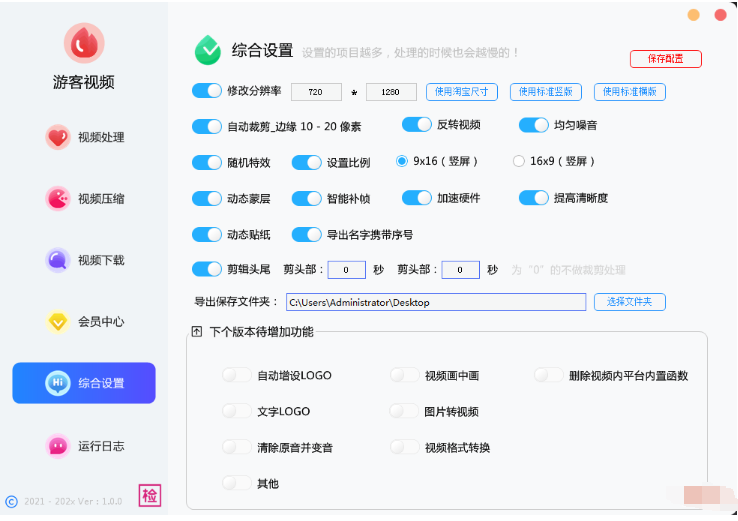 游客视频
视频处理
视频压缩
视频下载
会员中心
Hi 综合设置
运行日志
© 2021 - 202x Ver : 1.0.0 检
综合设置 设置的项目越多，处理的时候也会越慢的！
保存配置
修改分辨率 720 * 1280 使用淘宝尺寸 使用标准竖版 使用标准横版
自动裁剪_边缘 10 - 20 像素 反转视频 均匀噪音
随机特效 设置比例 9x16（竖屏） 16x9（竖屏）
动态蒙层 智能补帧 加速硬件 提高清晰度
动态贴纸 导出名字携带序号
剪辑头尾 剪头部： 0 秒 剪头部： 0 秒 为“0”的不做裁剪处理
导出保存文件夹： C:\Users\Administrator\Desktop 选择文件夹
下个版本待增加功能
自动增设LOGO 视频画中画 删除视频内平台内置函数
文字LOGO 图片转视频
清除原音并变音 视频格式转换
其他